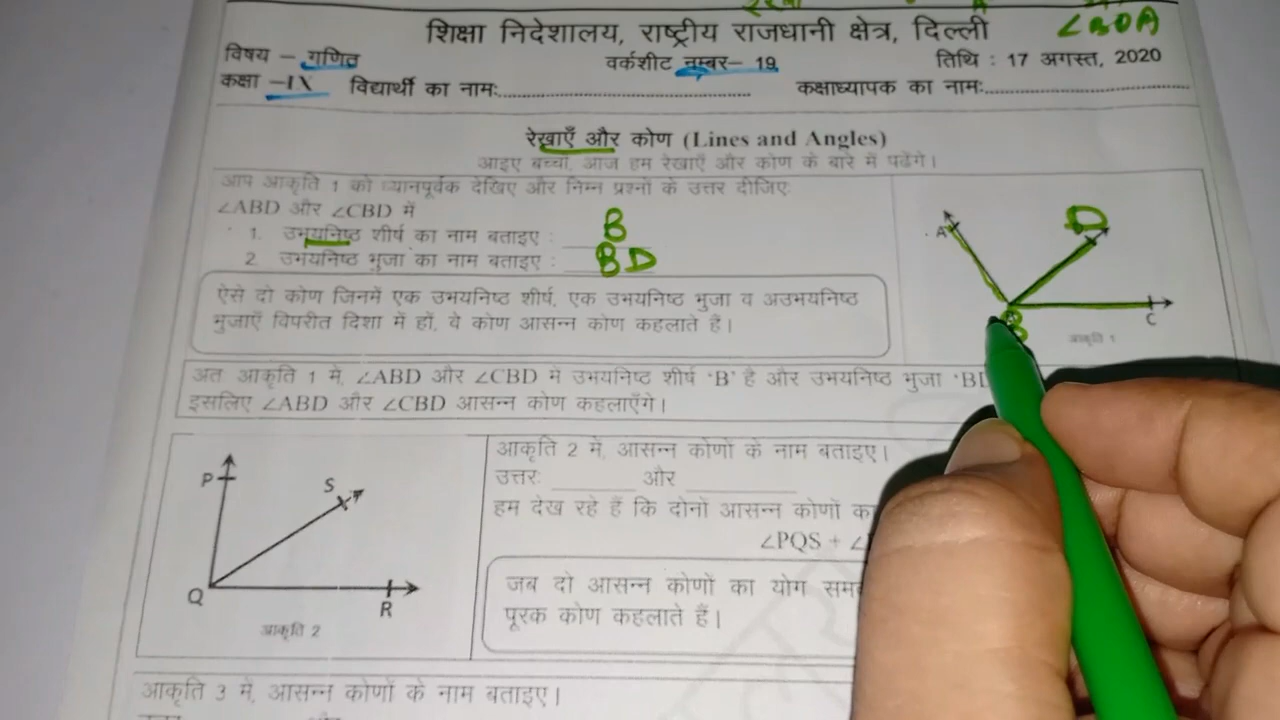 ∠BDA
शिक्षा निदेशालय, राष्ट्रीय राजधानी क्षेत्र, दिल्ली
विषय – गणित वर्कशीट नम्बर– 19 तिथि : 17 अगस्त, 2020
कक्षा –IX विद्यार्थी का नामः कक्षाध्यापक का नामः
रेखाएँ और कोण (Lines and Angles)
आइए बच्चों, आज हम रेखाएँ और कोण के बारे में पढेंगे।
आप आकृति 1 को ध्यानपूर्वक देखिए और निम्न प्रश्नों के उत्तर दीजिए
∠ABD और ∠CBD में
1. उभयनिष्ठ शीर्ष का नाम बताइए : B
2. उभयनिष्ठ भुजा का नाम बताइए : BD
A D
B C
आकृति 1
ऐसे दो कोण जिनमें एक उभयनिष्ठ शीर्ष, एक उभयनिष्ठ भुजा व अउभयनिष्ठ
भुजाएँ विपरीत दिशा में हों, वे कोण आसन्न कोण कहलाते हैं।
अत आकृति 1 में, ∠ABD और ∠CBD में उभयनिष्ठ शीर्ष 'B' है और उभयनिष्ठ भुजा
इसलिए ∠ABD और ∠CBD आसन्न कोण कहलाएँगे।
P S
Q R
आकृति 2
आकृति 2 में, आसन्न कोणों के नाम बताइए।
उत्तरः और
हम देख रहे हैं कि दोनों आसन्न कोणों का
∠PQS + ∠
जब दो आसन्न कोणों का योग
पूरक कोण कहलाते हैं।
आकृति 3 में, आसन्न कोणों के नाम बताइए।